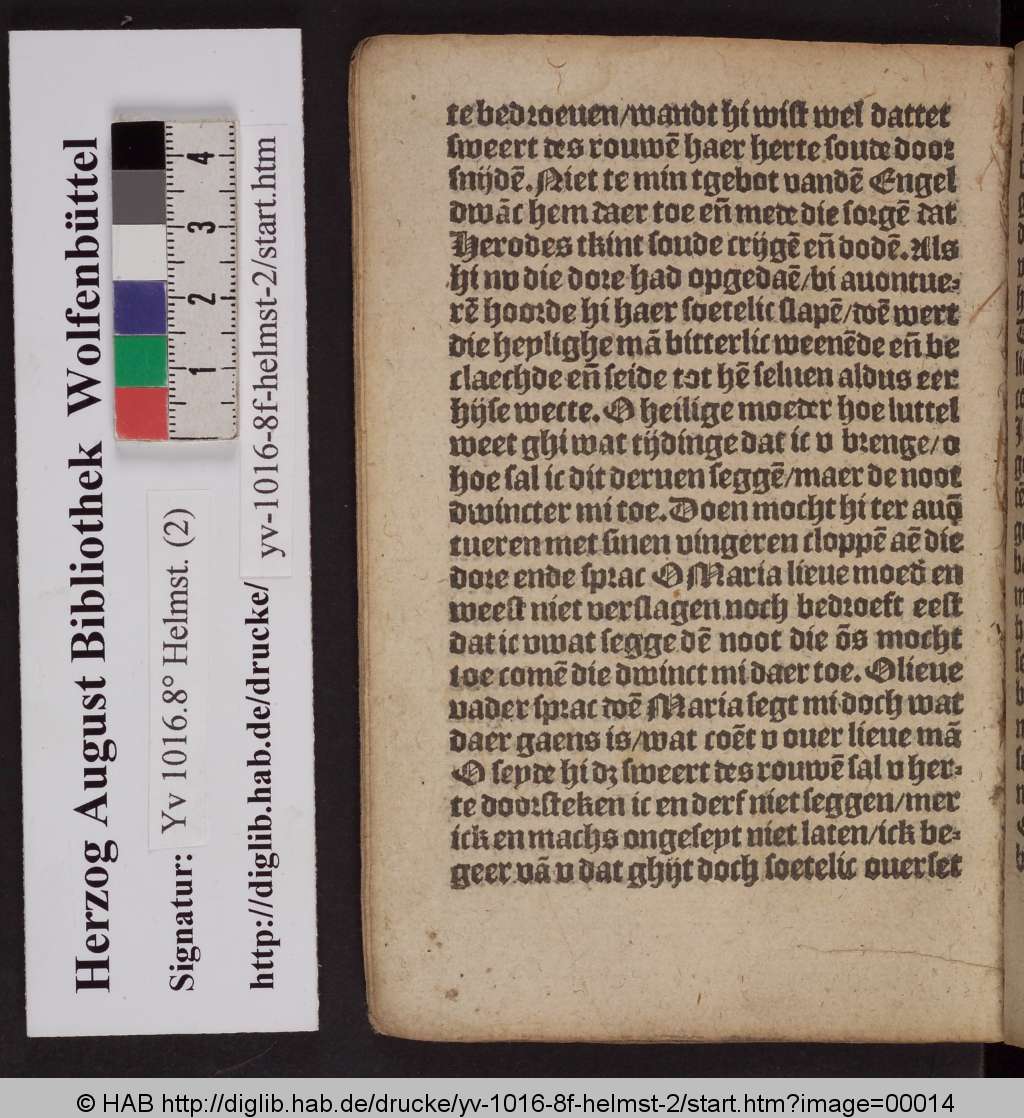 te bedroeuen/wandt hi wist wel dattet
sweert des rouwē haer herte soude door
snijdē. Niet te min tgebot vandē Engel
dwāc hem daer toe eñ mede die sorgē dat
Herodes tkint soude crijgē eñ dodē. Als
hi nv die dore had opgedaē/bi auontue-
rē hoorde hi haer soetelic slapē/doē wert
die heylighe mā bitterlic weenēde eñ be
claechde eñ seide tot hē seluen aldus eer
hijse wecte. O heilige moeder hoe luttel
weet ghi wat tijdinge dat ic v brenge/o
hoe sal ic dit deruen seggē/maer de noot
dwincter mi toe. Doen mocht hi ter auō
tueren met sinen vingeren cloppē aē die
dore ende sprac O Maria lieue moed' en
weest niet verslagen noch bedroeft eest
dat ic v wat segge dē noot die ōs mocht
toe comē die dwinct mi daer toe. O lieue
vader sprac doē Maria segt mi doch wat
daer gaens is/wat coēt v ouer lieue mā
O seyde hi dz sweert des rouwē sal v her-
te doorsteken ic en derf niet seggen/mer
ick en machs ongeseyt niet laten/ick be-
geer vā v dat ghijt doch soetelic ouerset
Herzog August Bibliothek Wolfenbüttel
Signatur: Yv 1016.8° Helmst. (2)
http://diglib.hab.de/drucke/ yv-1016-8f-helmst-2/start.htm
1 2 3 4
© HAB http://diglib.hab.de/drucke/yv-1016-8f-helmst-2/start.htm?image=00014